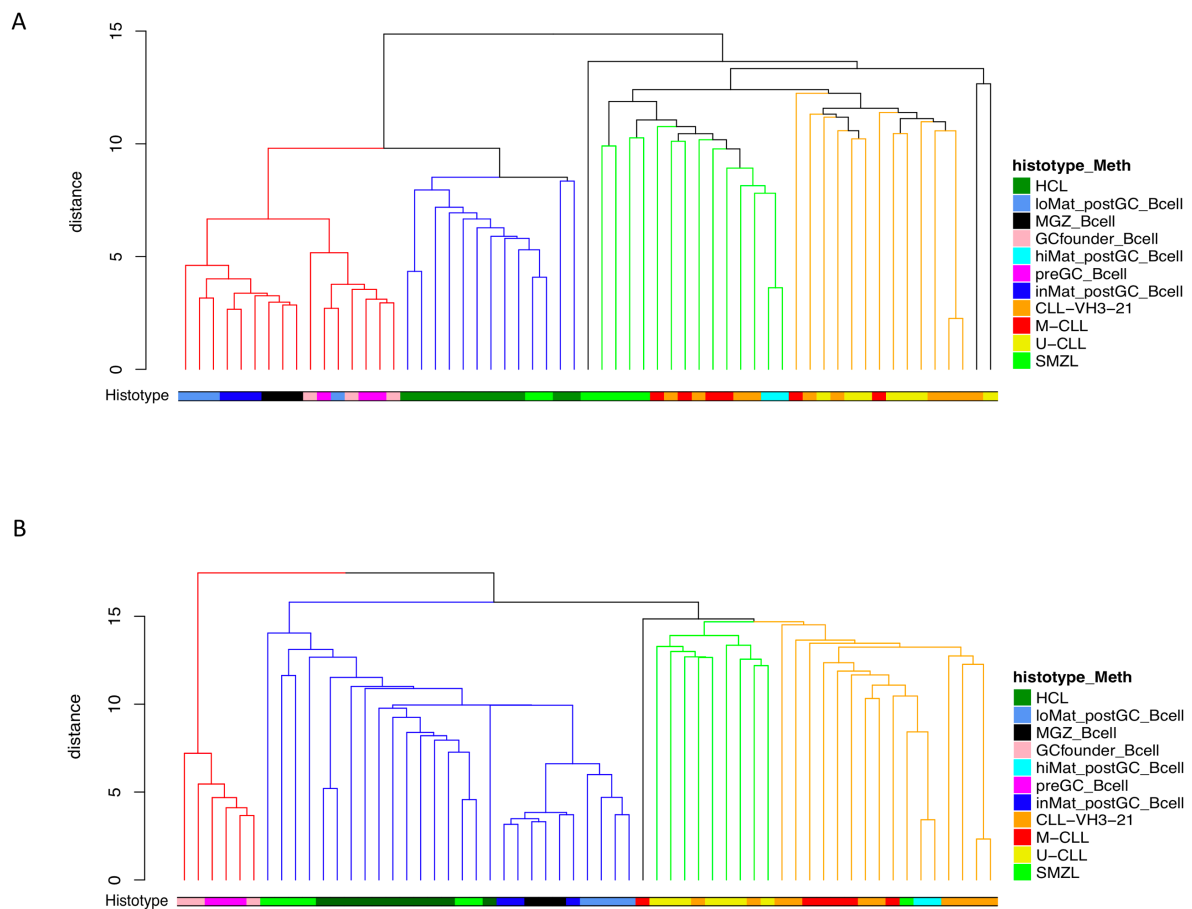 A
15
10
5
0
distance
Histotype
histotype_Meth
HCL
loMat_postGC_Bcell
MGZ_Bcell
GCfounder_Bcell
hiMat_postGC_Bcell
preGC_Bcell
inMat_postGC_Bcell
CLL−VH3−21
M−CLL
U−CLL
SMZL
B
15
10
5
0
distance
Histotype
histotype_Meth
HCL
loMat_postGC_Bcell
MGZ_Bcell
GCfounder_Bcell
hiMat_postGC_Bcell
preGC_Bcell
inMat_postGC_Bcell
CLL−VH3−21
M−CLL
U−CLL
SMZL